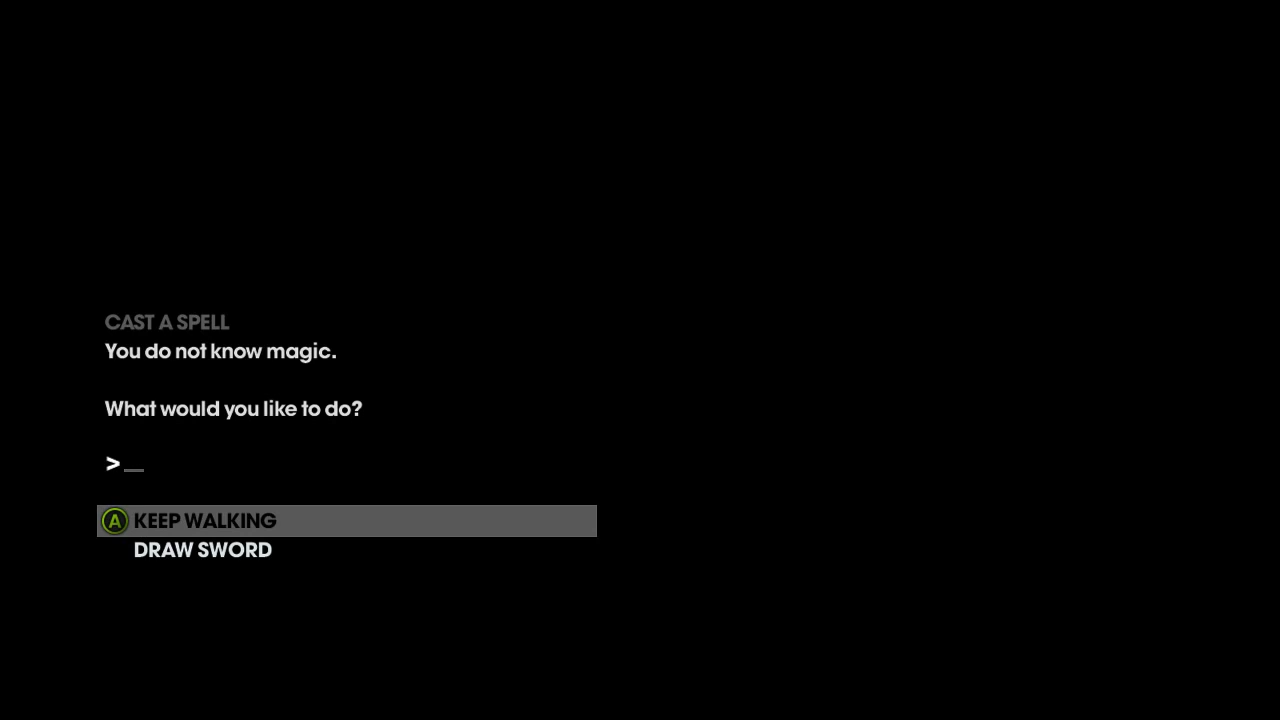 CAST A SPELL
You do not know magic.
What would you like to do?
>_
A KEEP WALKING
DRAW SWORD